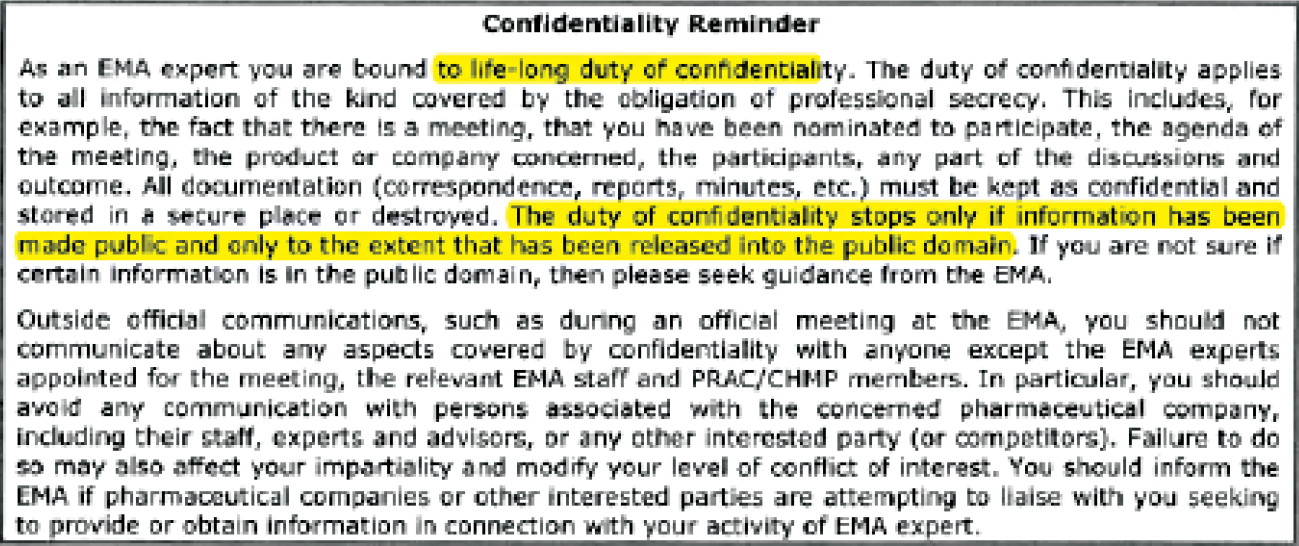 Confidentiality Reminder
As an EMA expert you are bound to life-long duty of confidentiality. The duty of confidentiality applies
to all information of the kind covered by the obligation of professional secrecy. This includes, for
example, the fact that there is a meeting, that you have been nominated to participate, the agenda of
the meeting, the product or company concerned, the participants, any part of the discussions and
outcome. All documentation (correspondence, reports, minutes, etc.) must be kept as confidential and
stored in a secure place or destroyed. The duty of confidentiality stops only if information has been
made public and only to the extent that has been released into the public domain. If you are not sure if
certain information is in the public domain, then please seek guidance from the EMA.
Outside official communications, such as during an official meeting at the EMA, you should not
communicate about any aspects covered by confidentiality with anyone except the EMA experts
appointed for the meeting, the relevant EMA staff and PRAC/CHMP members. In particular, you should
avoid any communication with persons associated with the concerned pharmaceutical company,
including their staff, experts and advisors, or any other interested party (or competitors). Failure to do
so may also affect your impartiality and modify your level of conflict of interest. You should inform the
EMA if pharmaceutical companies or other interested parties are attempting to liaise with you seeking
to provide or obtain information in connection with your activity of EMA expert.